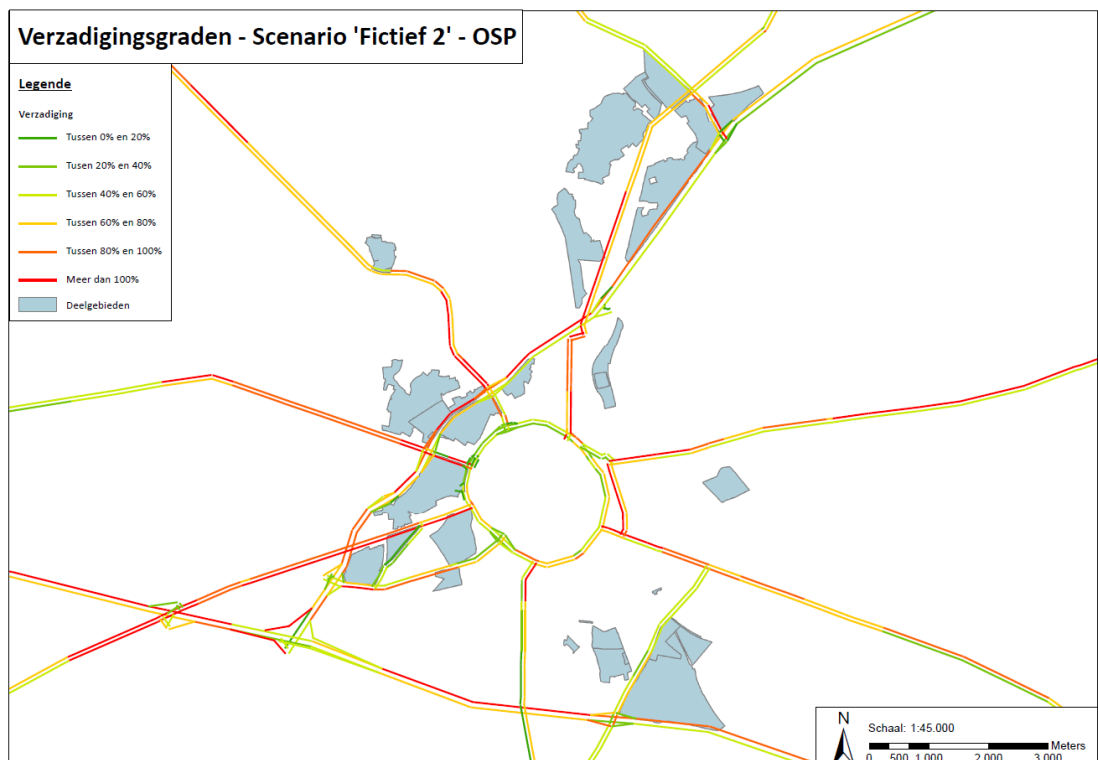 Verzadigingsgraden - Scenario 'Fictief 2' - OSP
Legende
Verzadiging
Tussen 0% en 20%
Tusen 20% en 40%
Tussen 40% en 60%
Tussen 60% en 80%
Tussen 80% en 100%
Meer dan 100%
Deelgebieden
N
Schaal: 1:45.000
Meters
0 500 1.000 2.000 3.000